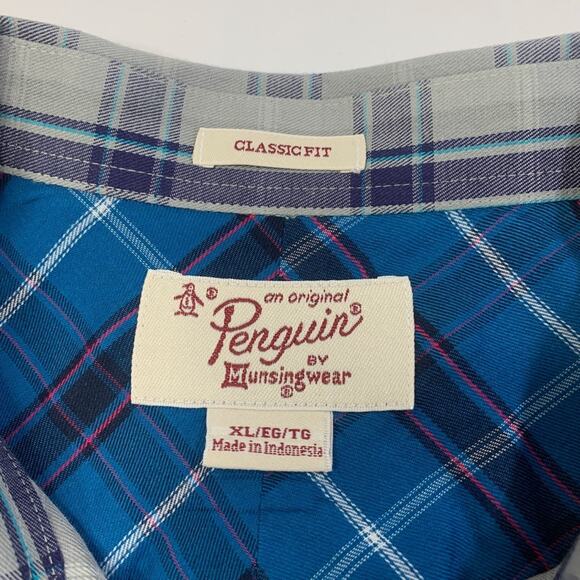 CLASSIC FIT
an original
Penguin®
BY
Munsingwear®
XL/EG/TG
Made in Indonesia